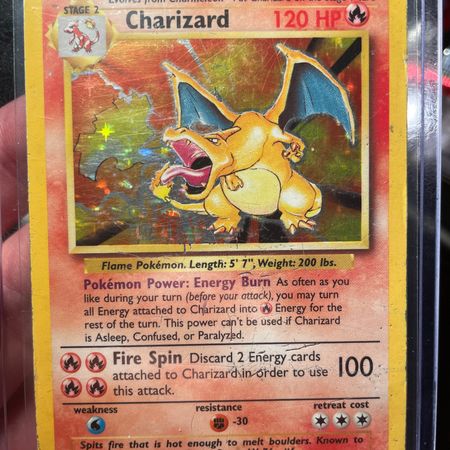 Evolves from Charmeleon
STAGE 2
Charizard 120 HP
Flame Pokémon. Length: 5' 7", Weight: 200 lbs.
Pokémon Power: Energy Burn As often as you
like during your turn (before your attack), you may turn
all Energy attached to Charizard into Energy for the
rest of the turn. This power can't be used if Charizard
is Asleep, Confused, or Paralyzed.
Fire Spin Discard 2 Energy cards
attached to Charizard in order to use
this attack.
100
weakness resistance retreat cost
-30
Spits fire that is hot enough to melt boulders. Known to